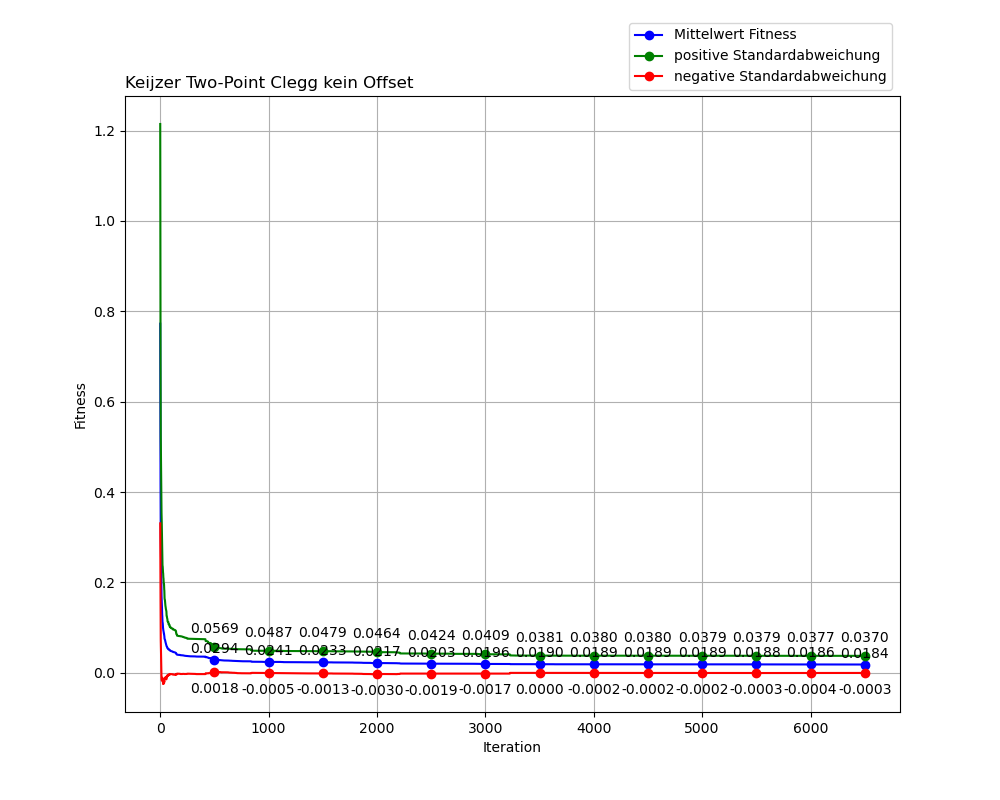 Mittelwert Fitness
positive Standardabweichung
negative Standardabweichung
Keijzer Two-Point Clegg kein Offset
1.2
1.0
0.8
0.6
0.4
0.2
0.0
Fitness
0.0569 0.0487 0.0479 0.0464 0.0424 0.0409 0.0381 0.0380 0.0380 0.0379 0.0379 0.0377 0.0370
0.0294 0.0241 0.0233 0.0217 0.0203 0.0196 0.0190 0.0189 0.0189 0.0189 0.0188 0.0186 0.0184
0.0018 -0.0005 -0.0013 -0.0030 -0.0019 -0.0017 0.0000 -0.0002 -0.0002 -0.0002 -0.0003 -0.0004 -0.0003
0 1000 2000 3000 4000 5000 6000
Iteration